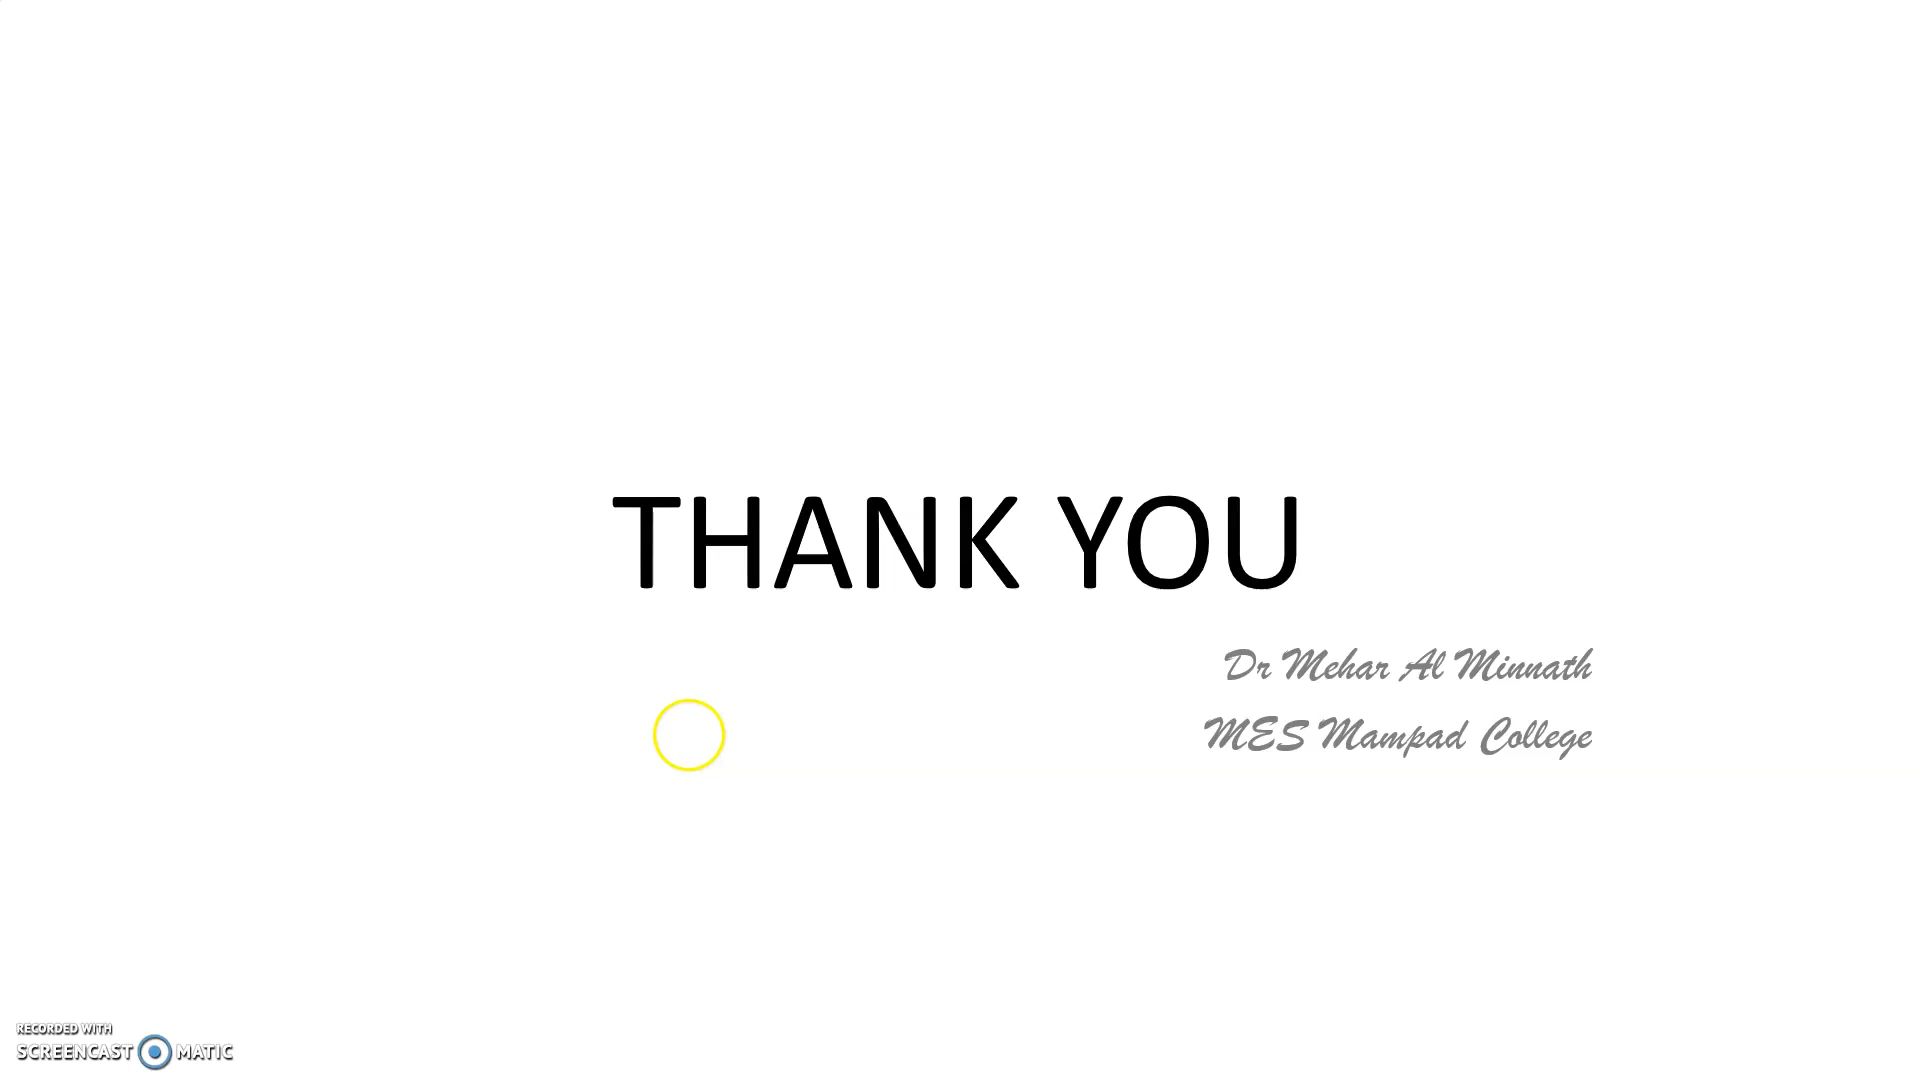 THANK YOU
Dr Mehar Al Minnath
MES Mampad College
RECORDED WITH
SCREENCAST MATIC